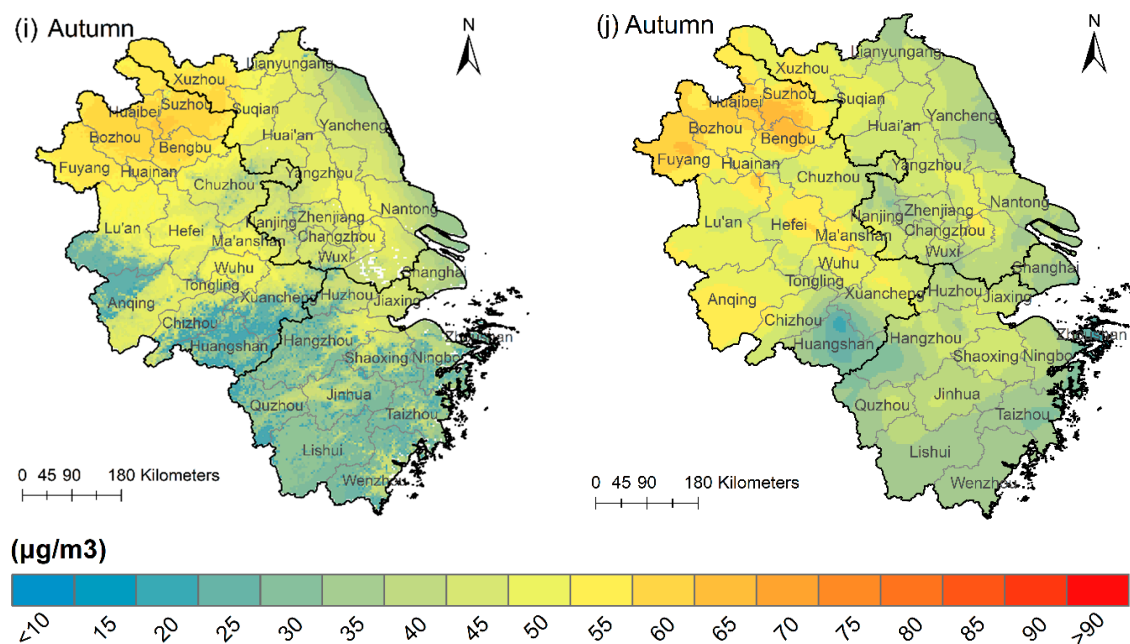 (i) Autumn
N
Lianyungang
Xuzhou
Suzhou
Suqian
Huaibei
Yancheng
Huai'an
Bozhou
Bengbu
Fuyang
Huainan
Chuzhou
Yangzhou
Nantong
Nanjing
Zhenjiang
Lu'an
Hefei
Ma'anshan
Changzhou
Wuxi
Wuhu
Shanghai
Tongling
Anqing
Xuancheng
Huzhou
Jiaxing
Chizhou
Huangshan
Hangzhou
Zhoushan
Shaoxing
Ningbo
Quzhou
Jinhua
Taizhou
Lishui
Wenzhou
0 45 90 180 Kilometers
(j) Autumn
N
Lianyungang
Xuzhou
Suzhou
Suqian
Huaibei
Yancheng
Huai'an
Bozhou
Bengbu
Fuyang
Huainan
Chuzhou
Yangzhou
Nantong
Nanjing
Zhenjiang
Lu'an
Hefei
Ma'anshan
Changzhou
Wuxi
Wuhu
Shanghai
Tongling
Anqing
Xuancheng
Huzhou
Jiaxing
Chizhou
Huangshan
Hangzhou
Zhoushan
Shaoxing
Ningbo
Quzhou
Jinhua
Taizhou
Lishui
Wenzhou
0 45 90 180 Kilometers
(µg/m3)
<10 15 20 25 30 35 40 45 50 55 60 65 70 75 80 85 90 >90